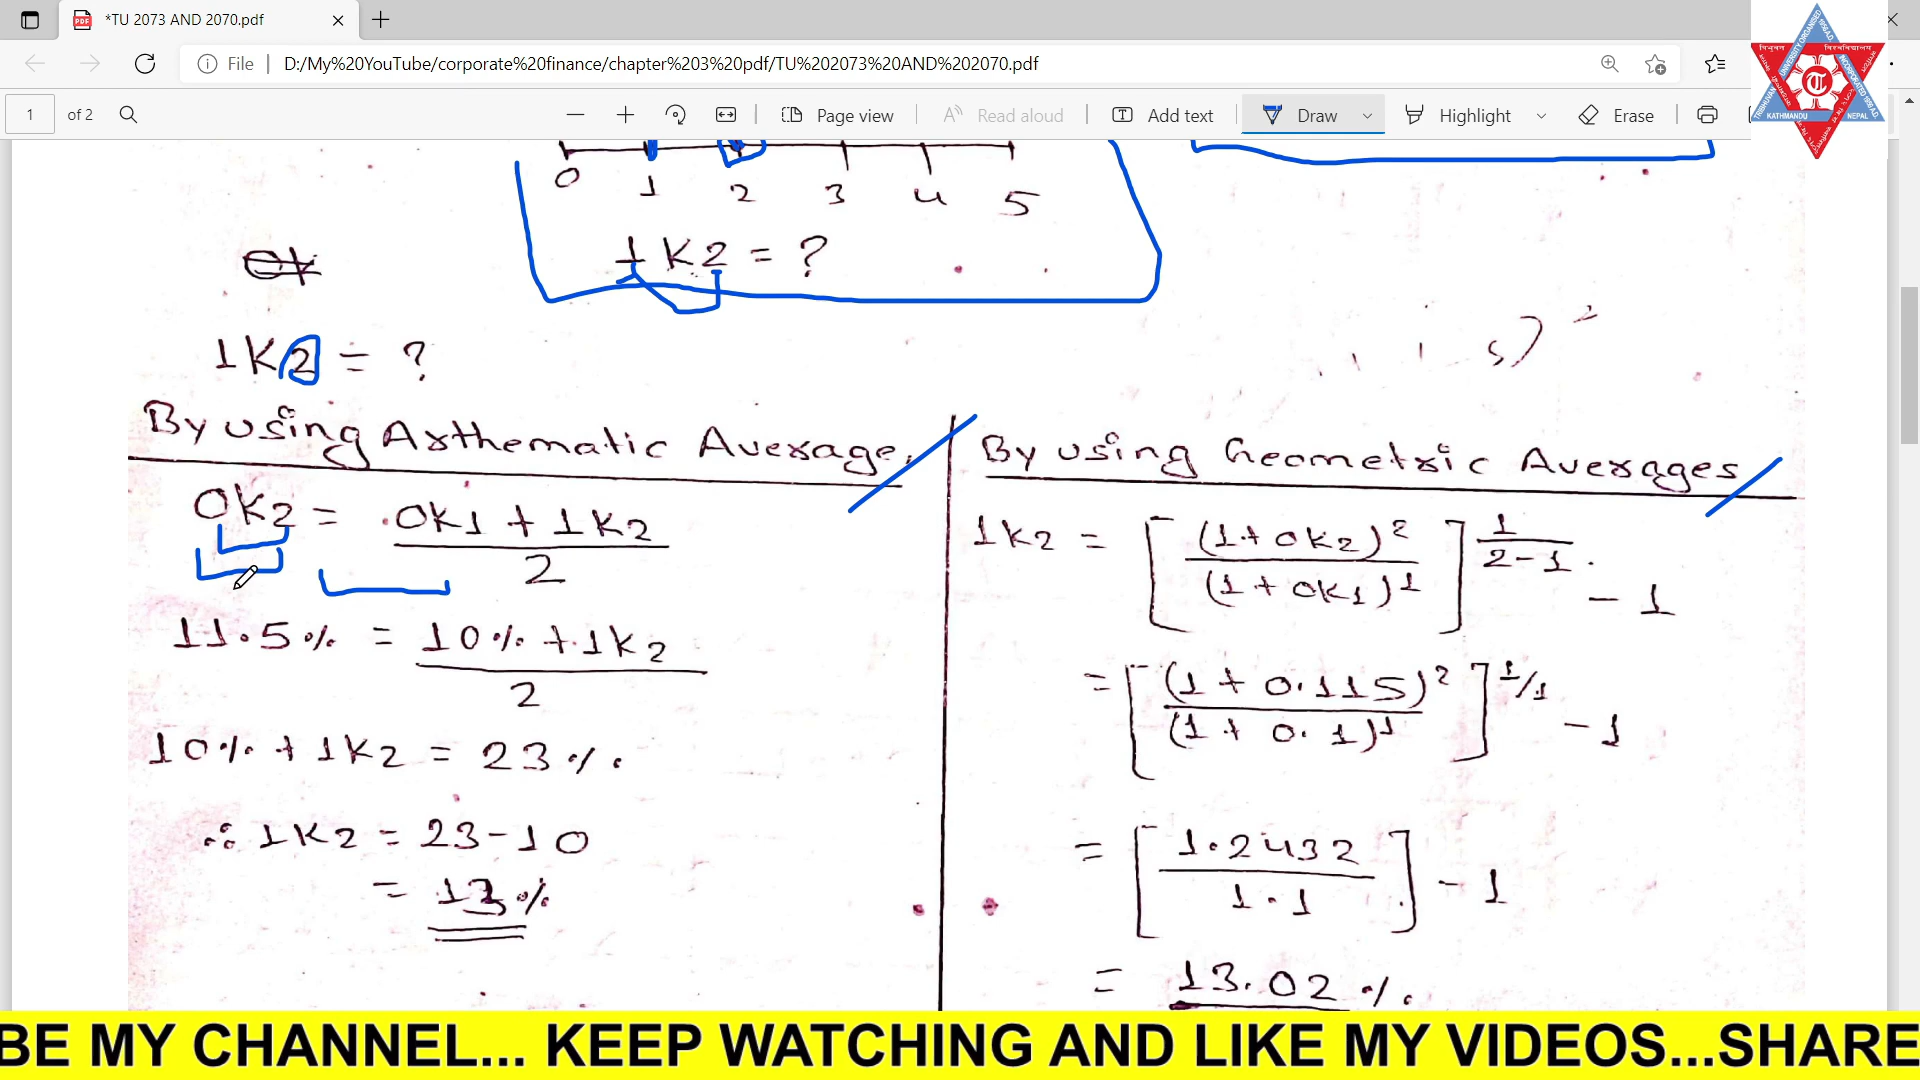 *TU 2073 AND 2070.pdf
File
D:/My%20YouTube/corporate%20finance/chapter%203%20pdf/TU%202073%20AND%202070.pdf
1 of 2
Page view
Read aloud
Add text
Draw
Highlight
Erase
KATHMANDU NEPAL
0 1 2 3 4 5
1K2 = ?
1K2 = ?
By using Arthematic Average.
0K2 = 0K1 + 1K2
2
11.5% = 10% + 1K2
2
10% + 1K2 = 23%.
∴ 1K2 = 23-10
= 13%
By using Geometric Averages
1K2 = [(1+0K2)²
(1+0K1)¹] 1
2-1 - 1
= [(1+0.115)²
(1+0.1)¹] 1/1 - 1
= [1.2432
1.1] - 1
= 13.02%
BE MY CHANNEL... KEEP WATCHING AND LIKE MY VIDEOS...SHARE